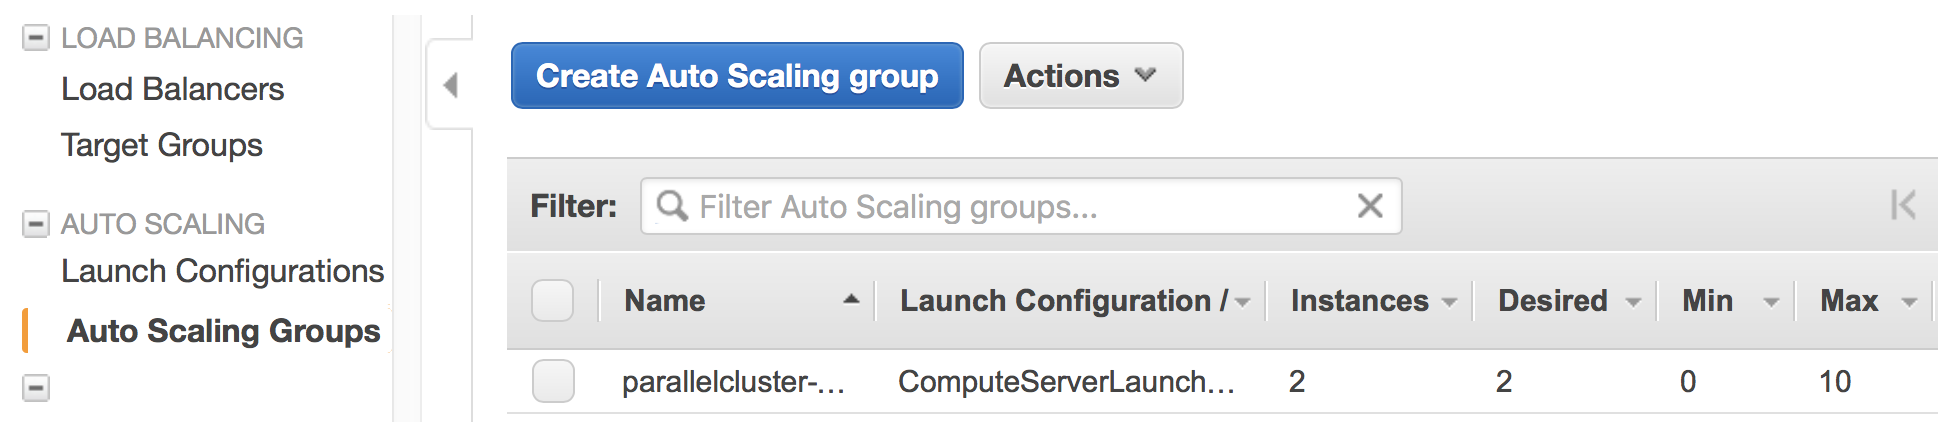 LOAD BALANCING
Load Balancers
Target Groups
AUTO SCALING
Launch Configurations
Auto Scaling Groups
Create Auto Scaling group
Actions
Filter: Filter Auto Scaling groups...
Name Launch Configuration / Instances Desired Min Max
parallelcluster-... ComputeServerLaunch... 2 2 0 10